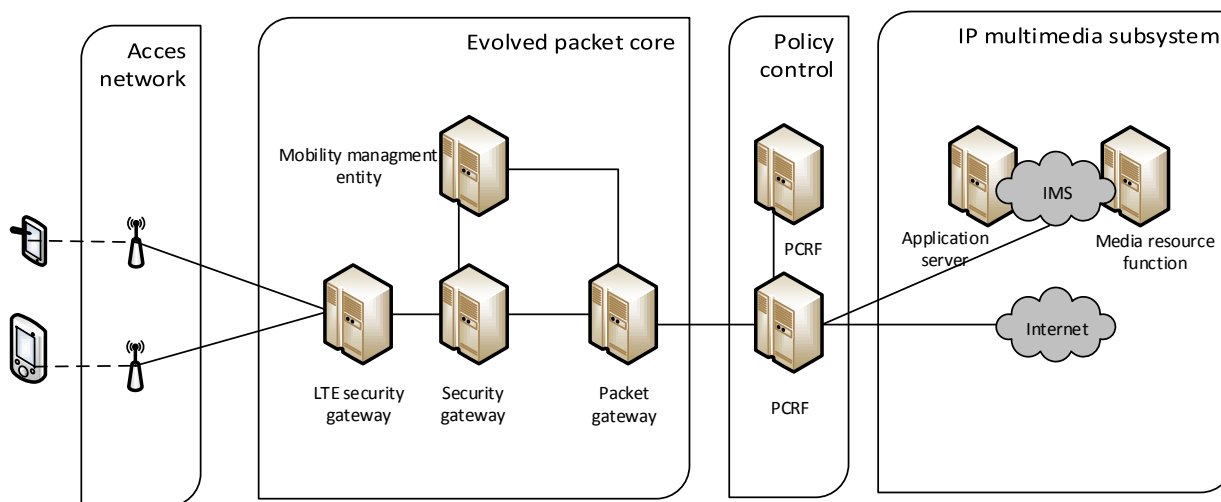 Acces
network
Evolved packet core
Policy
control
IP multimedia subsystem
Mobility managment
entity
IMS
PCRF
Application
server
Media resource
function
Internet
LTE security
gateway
Security
gateway
Packet
gateway
PCRF